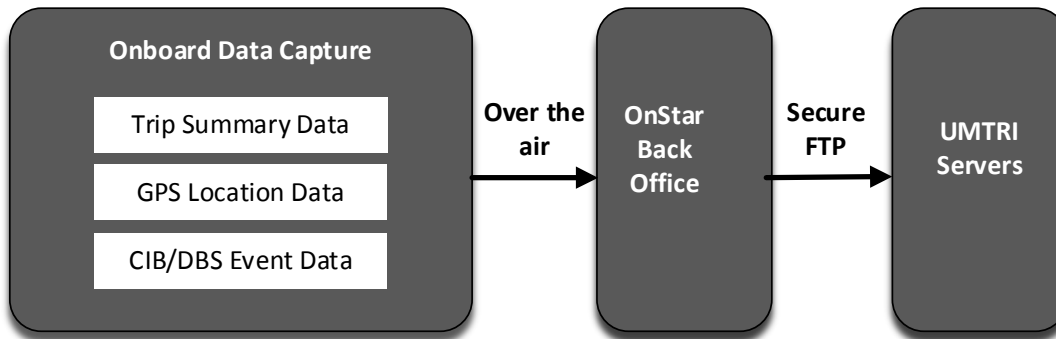 Onboard Data Capture
Trip Summary Data
GPS Location Data
CIB/DBS Event Data
Over the
air
OnStar
Back
Office
Secure
FTP
UMTRI
Servers